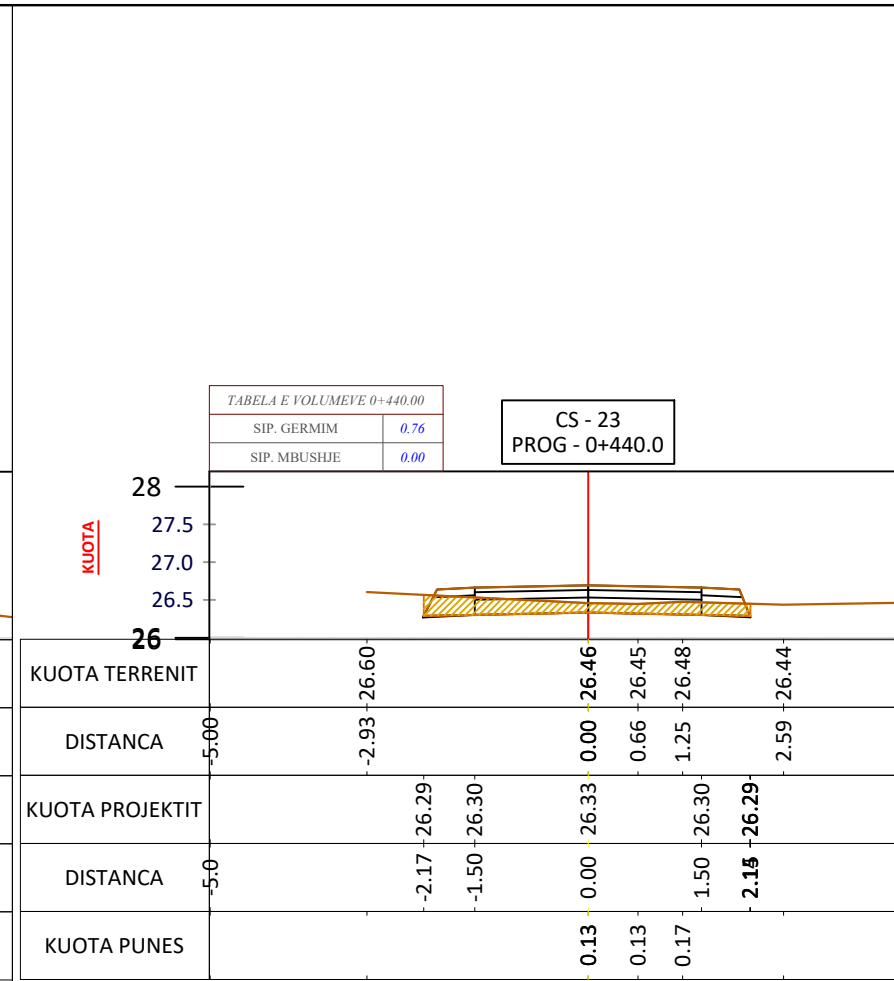 TABELA E VOLUMEVE 0+440.00
SIP. GERMIM 0.76
SIP. MBUSHJE 0.00
CS - 23
PROG - 0+440.0
KUOTA
28
27.5
27.0
26.5
26
KUOTA TERRENIT 26.60 26.46 26.45 26.48 26.44
DISTANCA -5.00 -2.93 0.00 0.66 1.25 2.59
KUOTA PROJEKTIT 26.29 26.30 26.33 26.30 26.29
DISTANCA -5.0 -2.17 -1.50 0.00 1.50
KUOTA PUNES 0.13 0.13 0.17